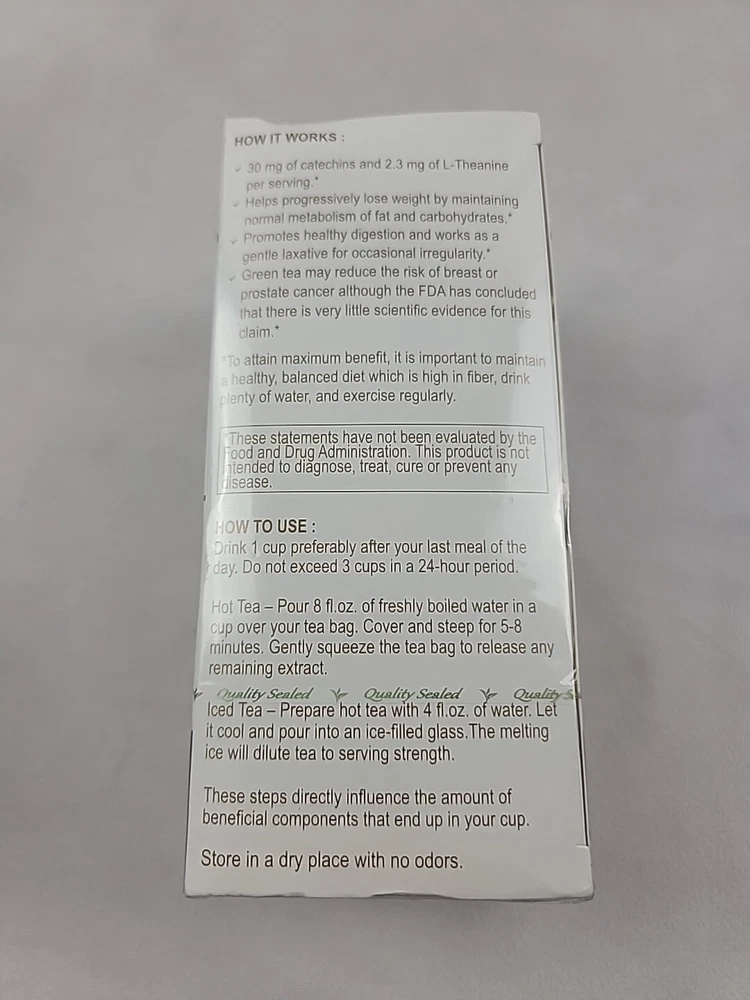 HOW IT WORKS :
30 mg of catechins and 2.3 mg of L-Theanine
per serving.*
Helps progressively lose weight by maintaining
normal metabolism of fat and carbohydrates.*
Promotes healthy digestion and works as a
gentle laxative for occasional irregularity.*
Green tea may reduce the risk of breast or
prostate cancer although the FDA has concluded
that there is very little scientific evidence for this
claim.*
*To attain maximum benefit, it is important to maintain
a healthy, balanced diet which is high in fiber, drink
plenty of water, and exercise regularly.
*These statements have not been evaluated by the
Food and Drug Administration. This product is not
intended to diagnose, treat, cure or prevent any
disease.
HOW TO USE :
Drink 1 cup preferably after your last meal of the
day. Do not exceed 3 cups in a 24-hour period.
Hot Tea – Pour 8 fl.oz. of freshly boiled water in a
cup over your tea bag. Cover and steep for 5-8
minutes. Gently squeeze the tea bag to release any
remaining extract.
Quality Sealed Quality Sealed Quality S
Iced Tea – Prepare hot tea with 4 fl.oz. of water. Let
it cool and pour into an ice-filled glass.The melting
ice will dilute tea to serving strength.
These steps directly influence the amount of
beneficial components that end up in your cup.
Store in a dry place with no odors.